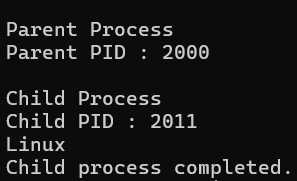 Parent Process
Parent PID : 2000
Child Process
Child PID : 2011
Linux
Child process completed.